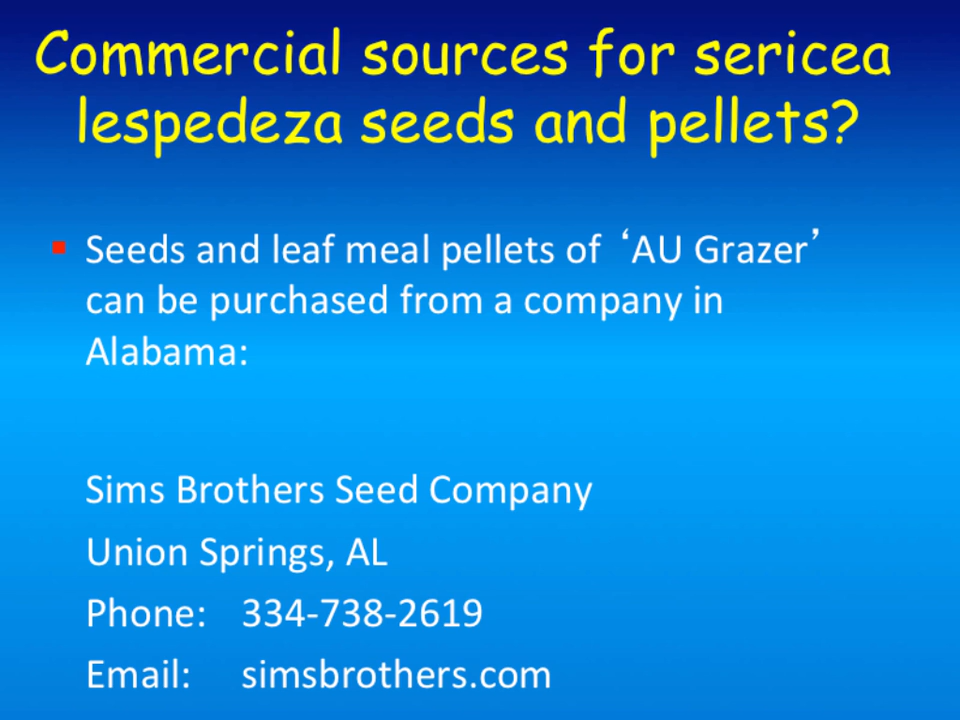 Commercial sources for sericea
lespedeza seeds and pellets?
Seeds and leaf meal pellets of ‘AU Grazer’
can be purchased from a company in
Alabama:
Sims Brothers Seed Company
Union Springs, AL
Phone: 334-738-2619
Email: simsbrothers.com